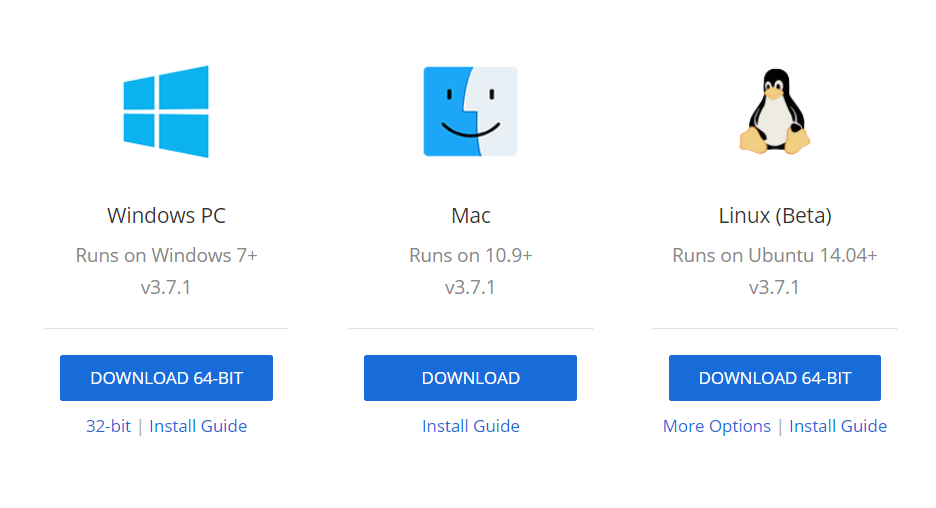 Windows PC
Runs on Windows 7+
v3.7.1
DOWNLOAD 64-BIT
32-bit | Install Guide
Mac
Runs on 10.9+
v3.7.1
DOWNLOAD
Install Guide
Linux (Beta)
Runs on Ubuntu 14.04+
v3.7.1
DOWNLOAD 64-BIT
More Options | Install Guide